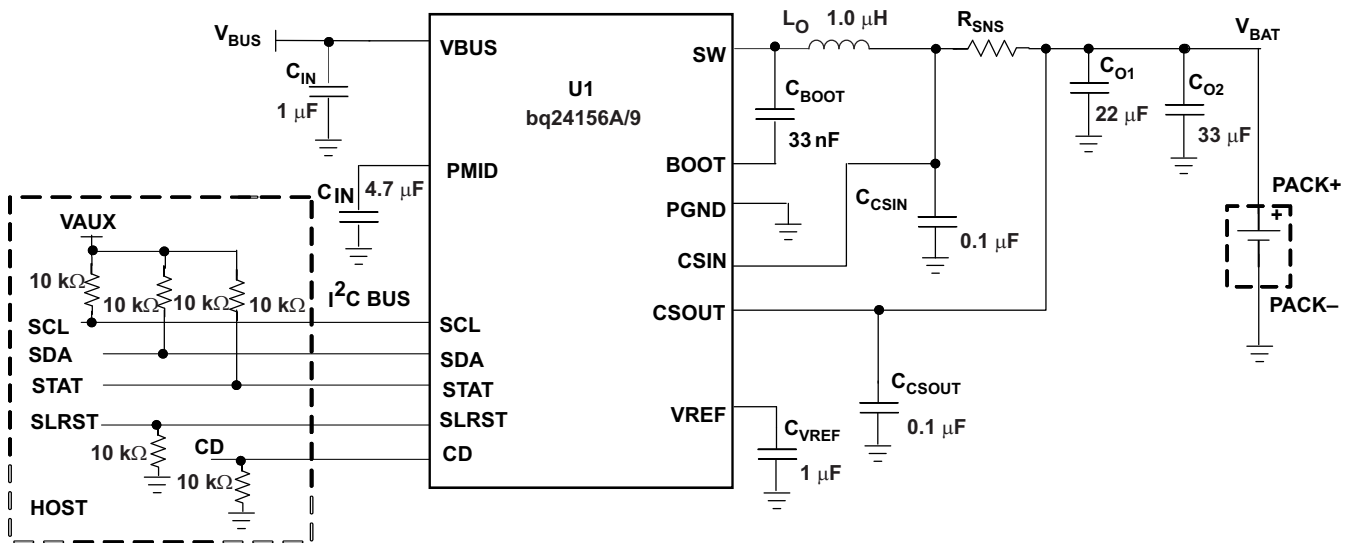 V_BUS
C_IN
1 μF
C_IN
4.7 μF
VBUS
PMID
U1
bq24156A/9
SW
BOOT
PGND
CSIN
CSOUT
VREF
SCL
SDA
STAT
SLRST
CD
L_O 1.0 μH
R_SNS
V_BAT
C_BOOT
33 nF
C_O1
22 μF
C_O2
33 μF
C_CSIN
0.1 μF
PACK+
+
PACK–
C_CSOUT
0.1 μF
C_VREF
1 μF
VAUX
10 kΩ
10 kΩ
10 kΩ
10 kΩ
I²C BUS
SCL
SDA
STAT
SLRST
10 kΩ
CD
10 kΩ
HOST